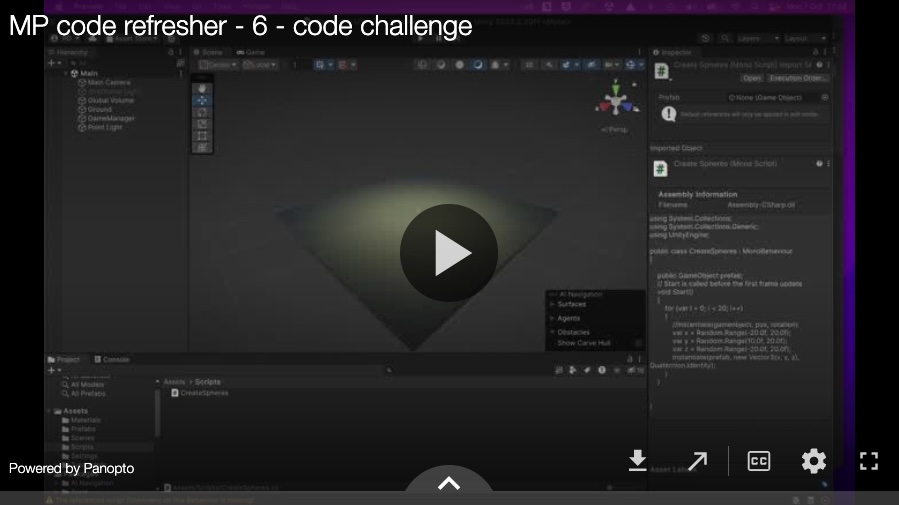 MP code refresher - 6 - code challenge
Hierarchy
Scene
Game
Inspector
Layers
Layout
Main
Main Camera
Directional Light
Global Volume
Ground
GameManager
Point Light
Center
Local
Persp
Create Spheres (Mono Script) Import Se
Open
Execution Order...
Prefab
None (Game Object)
Default references will only be applied in edit mode.
Imported Object
Create Spheres (Mono Script)
Assembly Information
Filename
Assembly-CSharp.dll
using System.Collections;
using System.Collections.Generic;
using UnityEngine;
public class CreateSpheres : MonoBehaviour
{
public GameObject prefab;
// Start is called before the first frame update
void Start()
{
for (var i = 0; i < 20; i++)
{
//Instantiate(gameobject, pos, rotation)
var x = Random.Range(-20.0f, 20.0f);
var y = Random.Range(10.0f, 20.0f);
var z = Random.Range(-20.0f, 20.0f);
Instantiate(prefab, new Vector3(x, y, z),
Quaternion.identity);
}
}
}
AI Navigation
Surfaces
Agents
Obstacles
Show Carve Hull
Project
Console
All Models
All Prefabs
Assets
Materials
Prefabs
Scenes
Scripts
Settings
AI Navigation
Assets > Scripts
CreateSpheres
Assets/Scripts/CreateSpheres.cs
Asset Labels
Powered by Panopto
CC